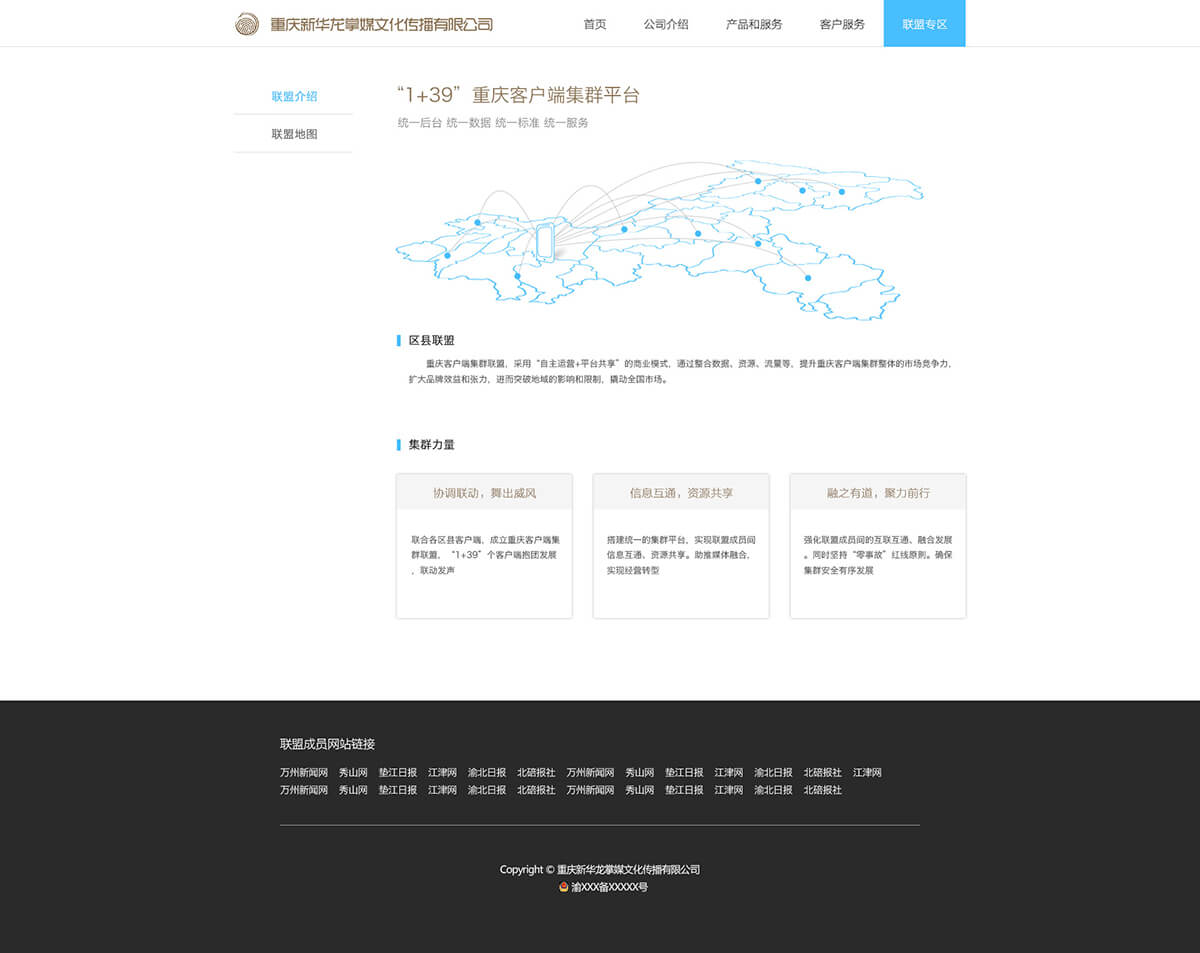 重庆新华龙掌媒文化传播有限公司
首页 公司介绍 产品和服务 客户服务 联盟专区
联盟介绍
联盟地图
“1+39”重庆客户端集群平台
统一后台 统一数据 统一标准 统一服务
区县联盟
重庆客户端集群联盟，采用“自主运营+平台共享”的商业模式，通过整合数据、资源、流量等，提升重庆客户端集群整体的市场竞争力，
扩大品牌效益和张力，进而突破地域的影响和限制，撬动全国市场。
集群力量
协调联动，舞出威风
联合各区县客户端，成立重庆客户端集
群联盟，“1+39”个客户端抱团发展
，联动发声
信息互通，资源共享
搭建统一的集群平台，实现联盟成员间
信息互通、资源共享。助推媒体融合，
实现经营转型
融之有道，聚力前行
强化联盟成员间的互联互通、融合发展
。同时坚持“零事故”红线原则。确保
集群安全有序发展
联盟成员网站链接
万州新闻网 秀山网 垫江日报 江津网 渝北日报 北碚报社 万州新闻网 秀山网 垫江日报 江津网 渝北日报 北碚报社 江津网
万州新闻网 秀山网 垫江日报 江津网 渝北日报 北碚报社 万州新闻网 秀山网 垫江日报 江津网 渝北日报 北碚报社
Copyright © 重庆新华龙掌媒文化传播有限公司
渝XXX备XXXXX号